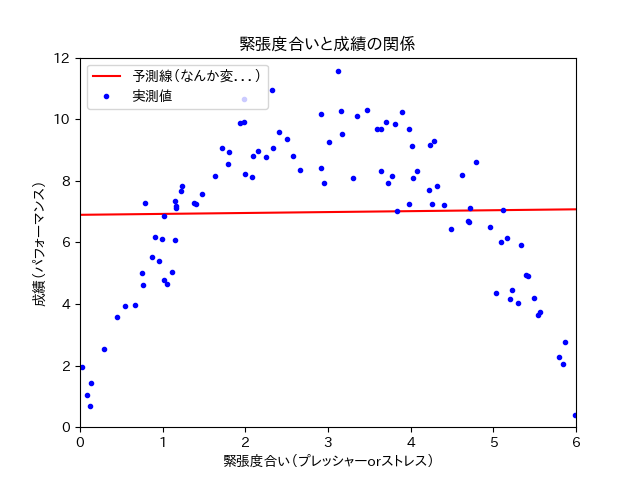 緊張度合いと成績の関係
予測線(なんか変...)
実測値
成績(パフォーマンス)
12
10
8
6
4
2
0
0 1 2 3 4 5 6
緊張度合い(プレッシャーorストレス)